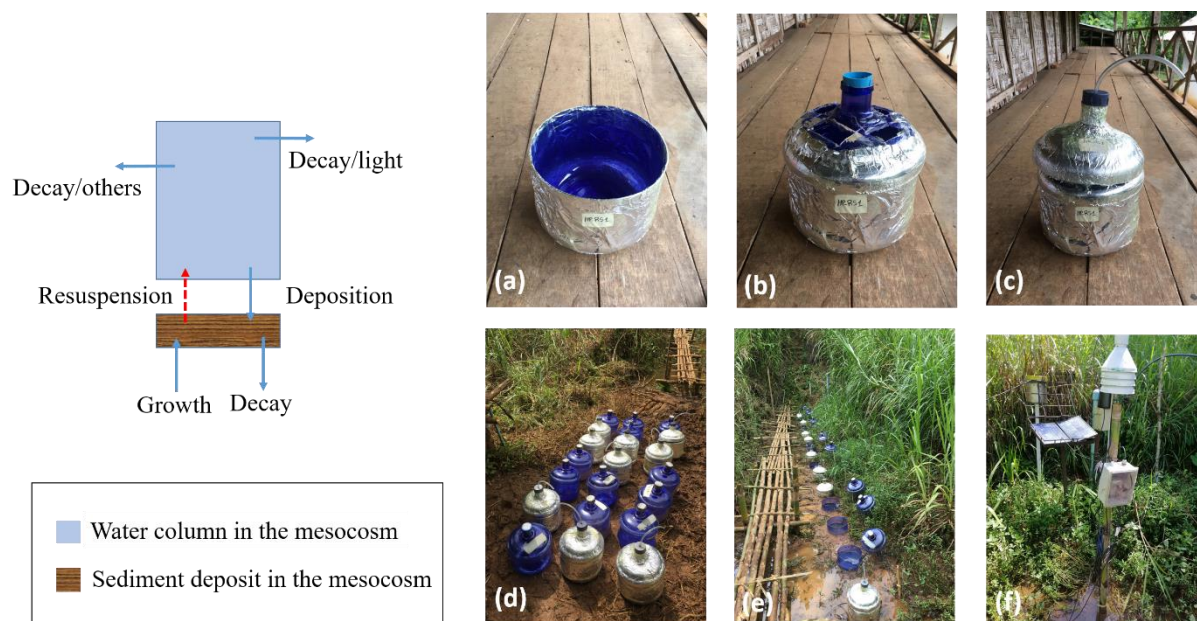 Decay/light
Decay/others
Resuspension
Deposition
Growth
Decay
Water column in the mesocosm
Sediment deposit in the mesocosm
(a)
(b)
(c)
(d)
(e)
(f)